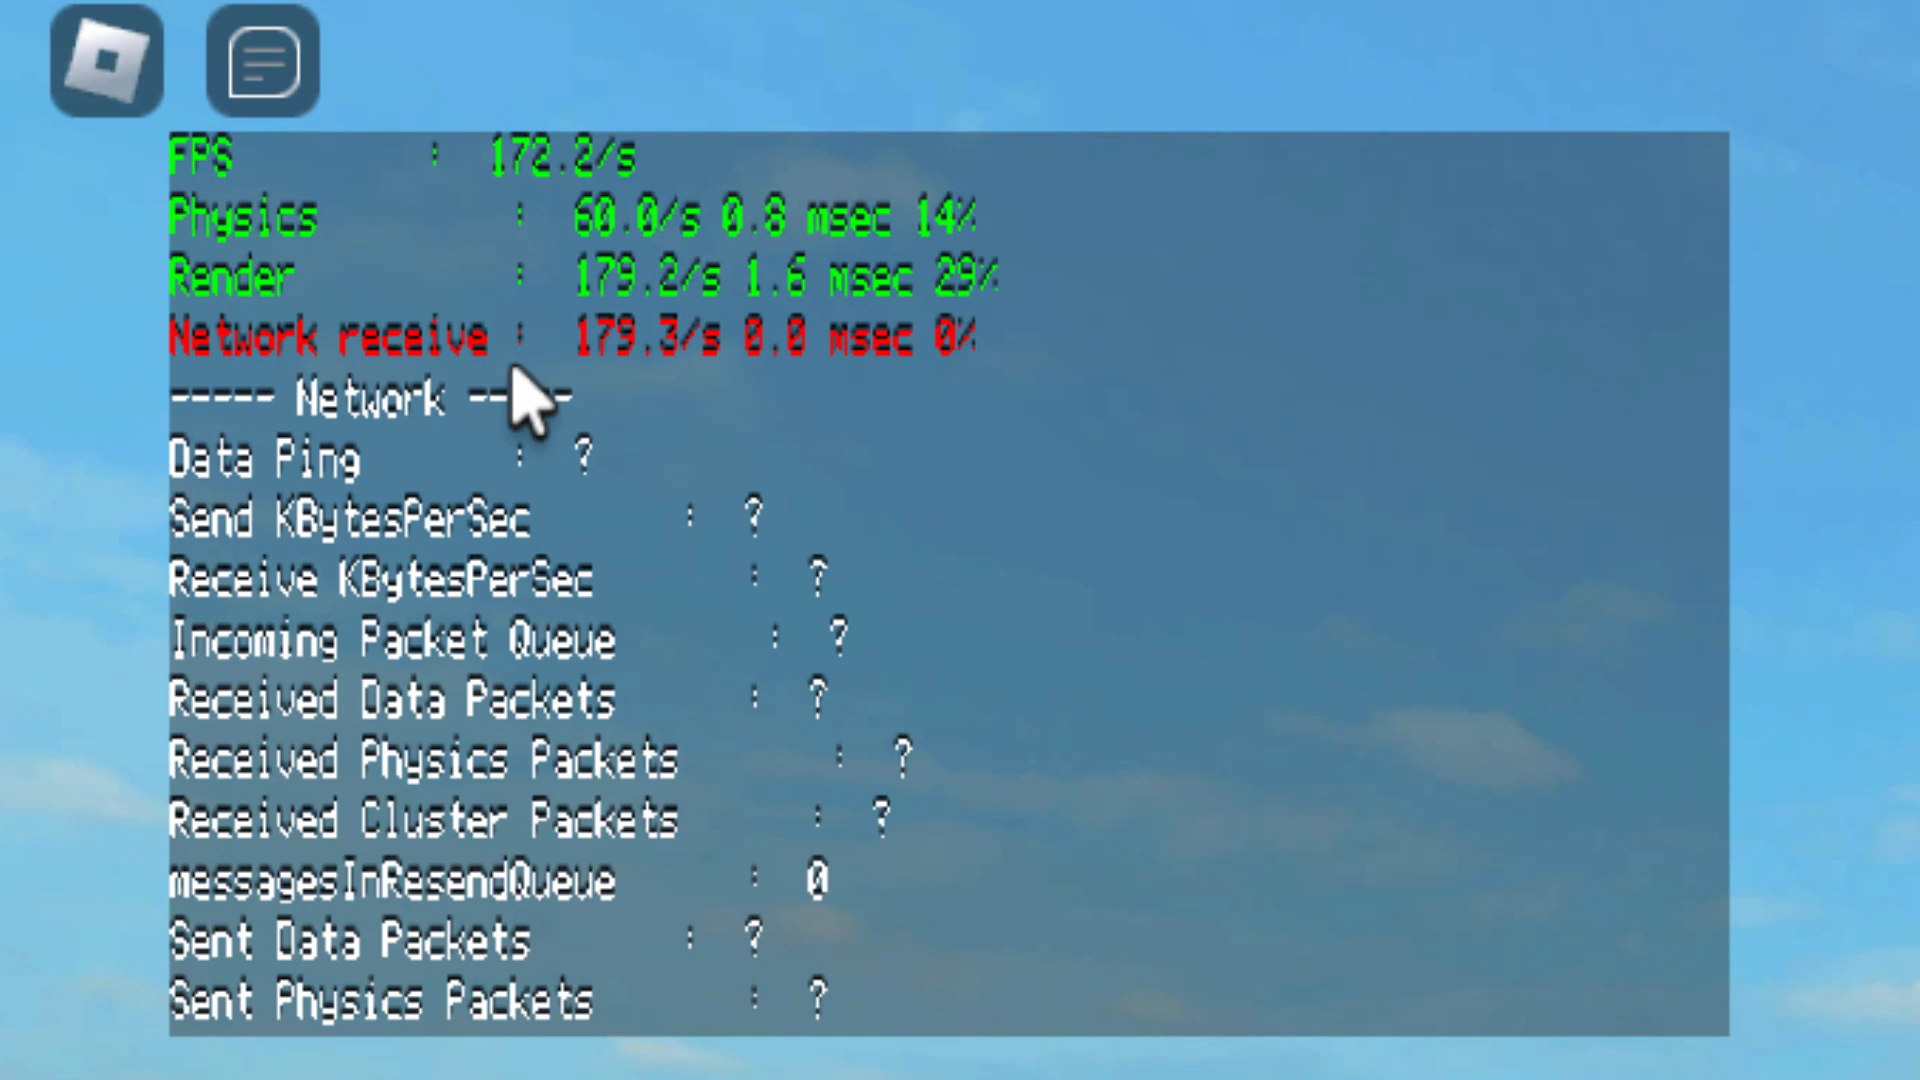 FPS : 172.2/s
Physics : 60.0/s 0.8 msec 14%
Render : 179.2/s 1.6 msec 29%
Network receive : 179.3/s 0.0 msec 0%
----- Network -----
Data Ping : ?
Send KBytesPerSec : ?
Receive KBytesPerSec : ?
Incoming Packet Queue : ?
Received Data Packets : ?
Received Physics Packets : ?
Received Cluster Packets : ?
messagesInResendQueue : 0
Sent Data Packets : ?
Sent Physics Packets : ?